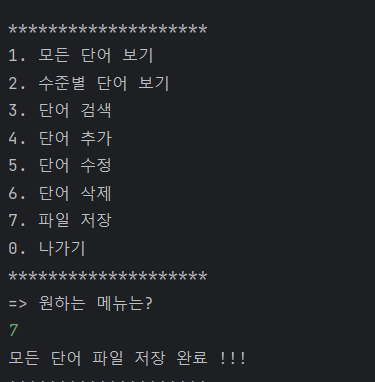 ********************
1. 모든 단어 보기
2. 수준별 단어 보기
3. 단어 검색
4. 단어 추가
5. 단어 수정
6. 단어 삭제
7. 파일 저장
0. 나가기
********************
=> 원하는 메뉴는?
7
모든 단어 파일 저장 완료 !!!